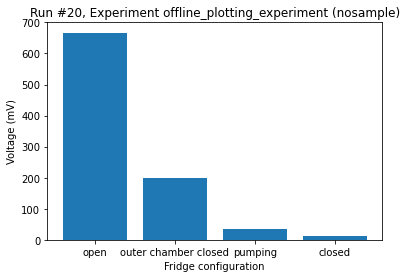 Run #20, Experiment offline_plotting_experiment (nosample)
700
600
500
400
300
200
100
0
Voltage (mV)
open outer chamber closed pumping closed
Fridge configuration